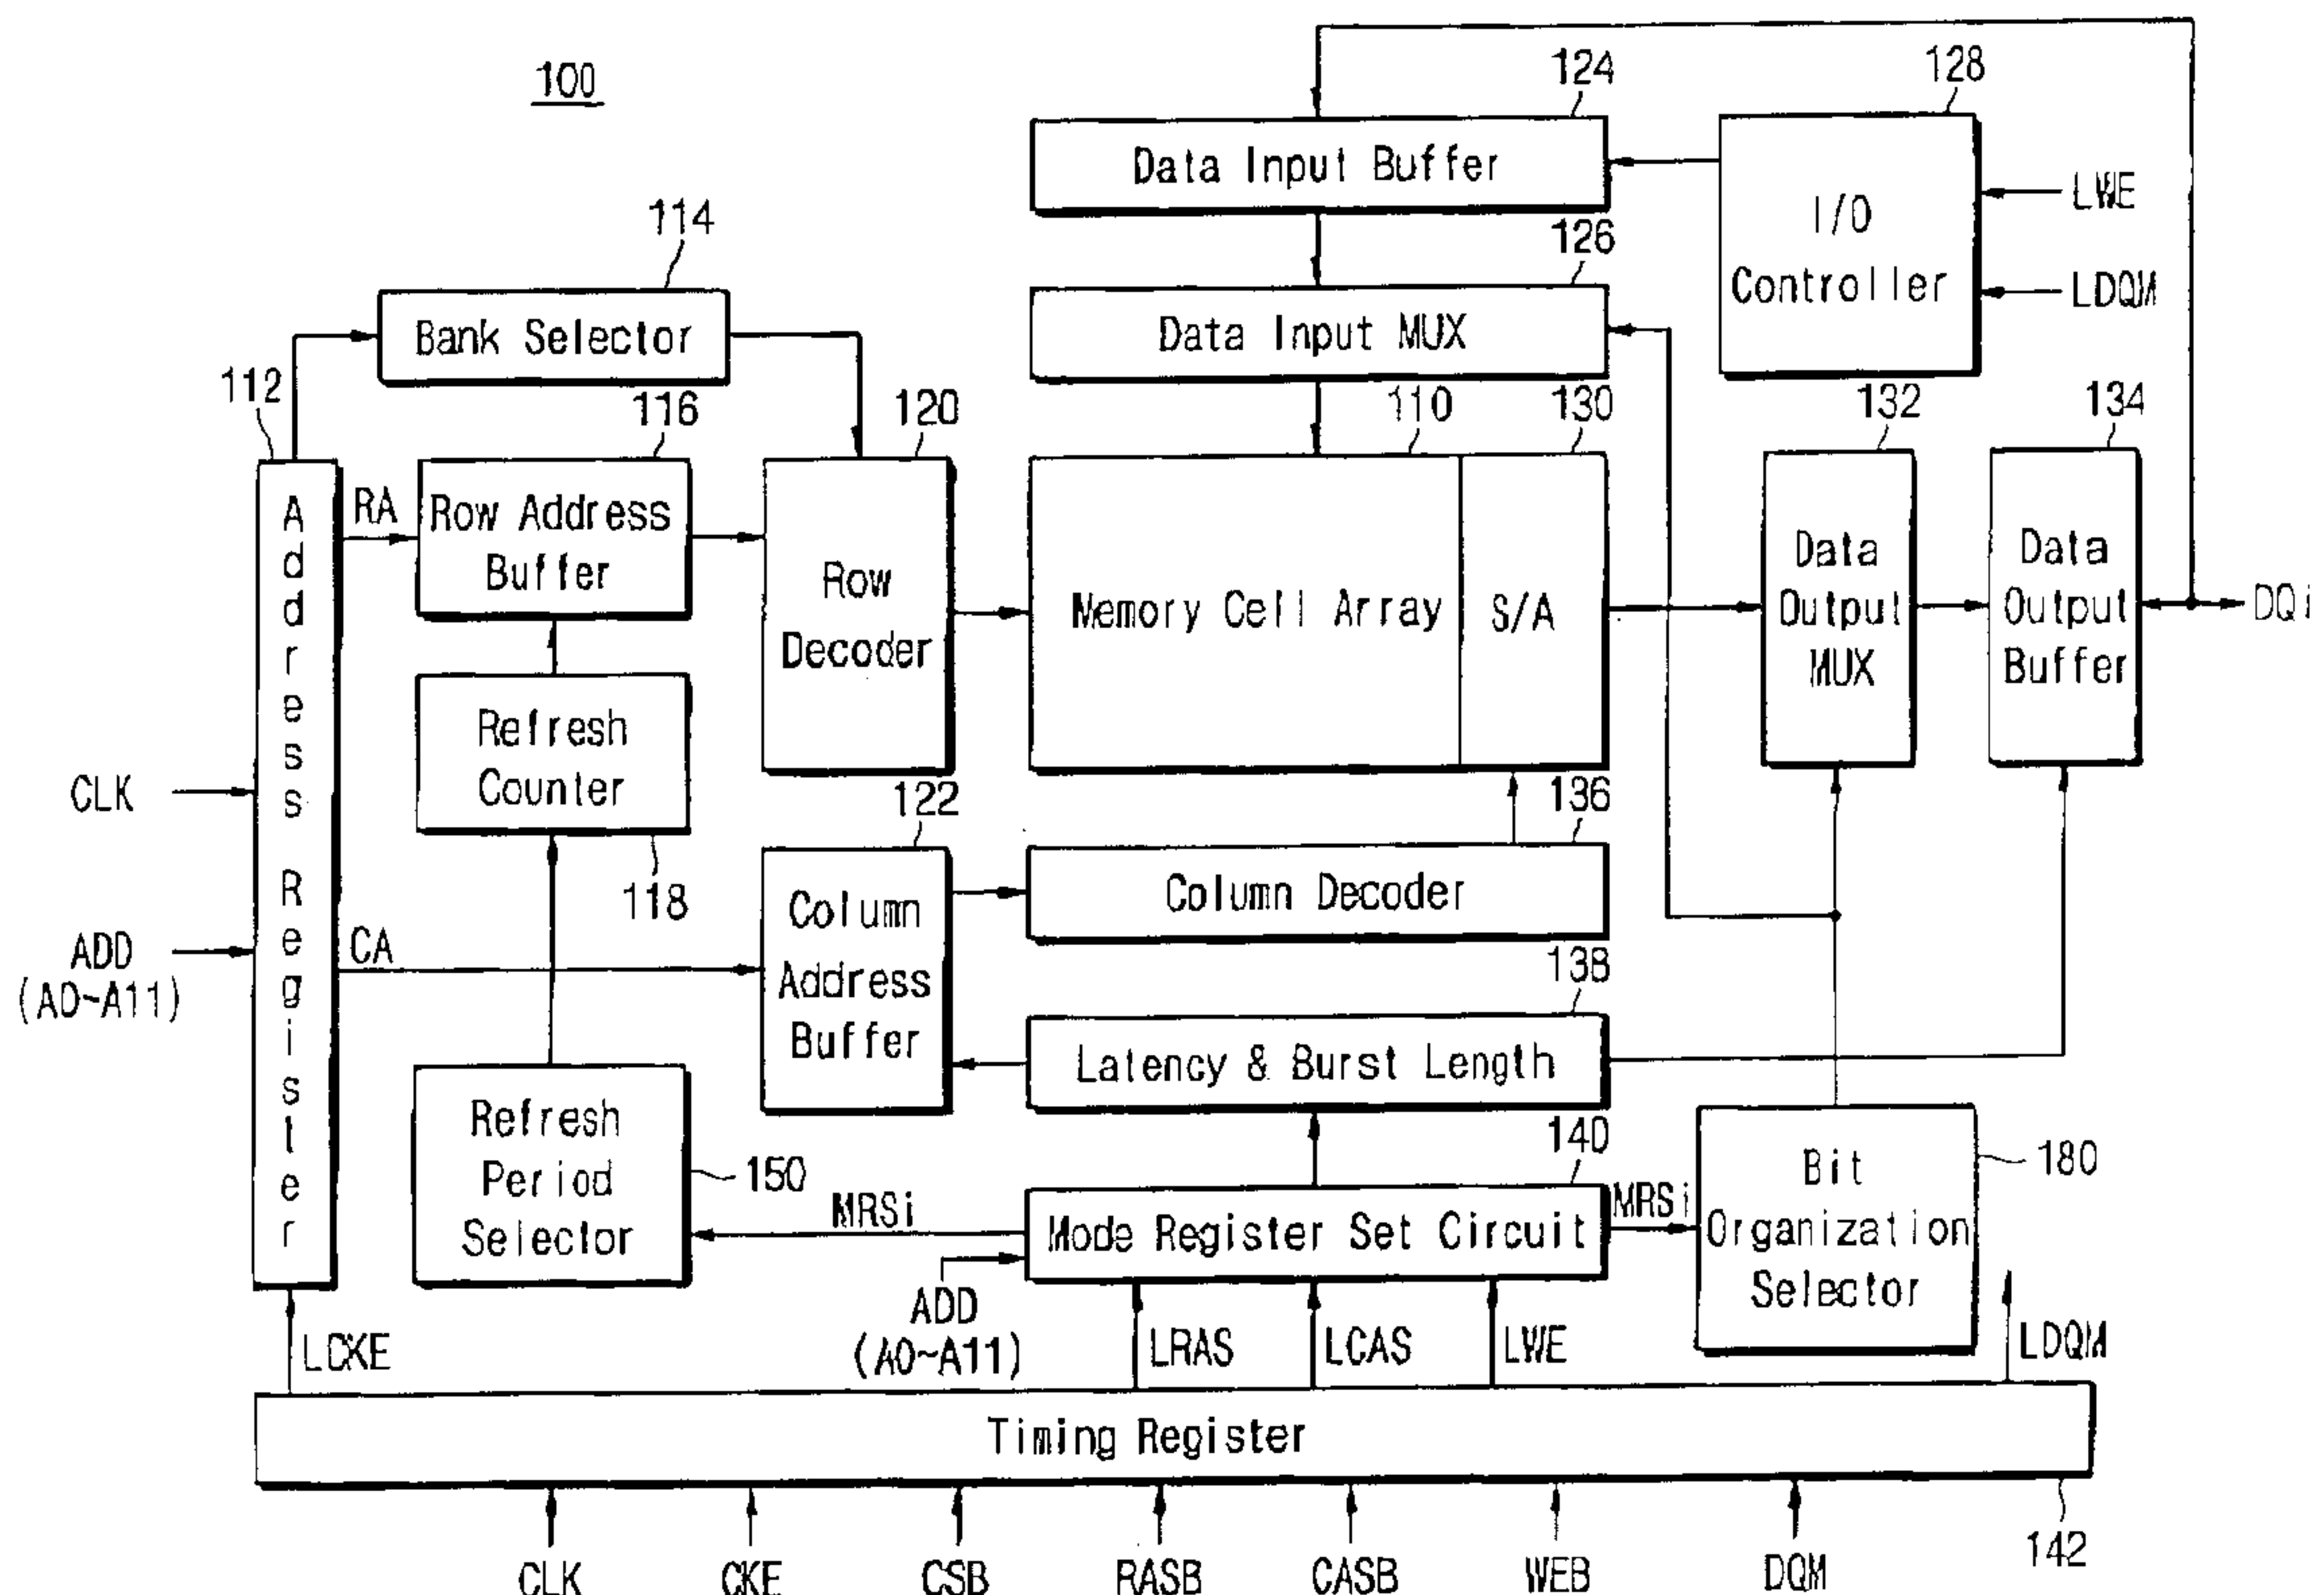 100
124
128
Data Input Buffer
I/O
Controller
LWE
LDQM
114
126
Bank Selector
Data Input MUX
112
116
120
110
130
132
134
Address Register
RA
Row Address
Buffer
Row
Decoder
Memory Cell Array
S/A
Data
Output
MUX
Data
Output
Buffer
DQi
Refresh
Counter
CLK
118
122
136
Column
Address
Buffer
Column Decoder
ADD
(A0~A11)
CA
138
Latency & Burst Length
Refresh
Period
Selector
150
140
MRSi
Mode Register Set Circuit
MRSi
Bit
Organization
Selector
180
ADD
(A0~A11)
LCKE
LRAS
LCAS
LWE
LDQM
Timing Register
142
CLK
CKE
CSB
RASB
CASB
WEB
DQM